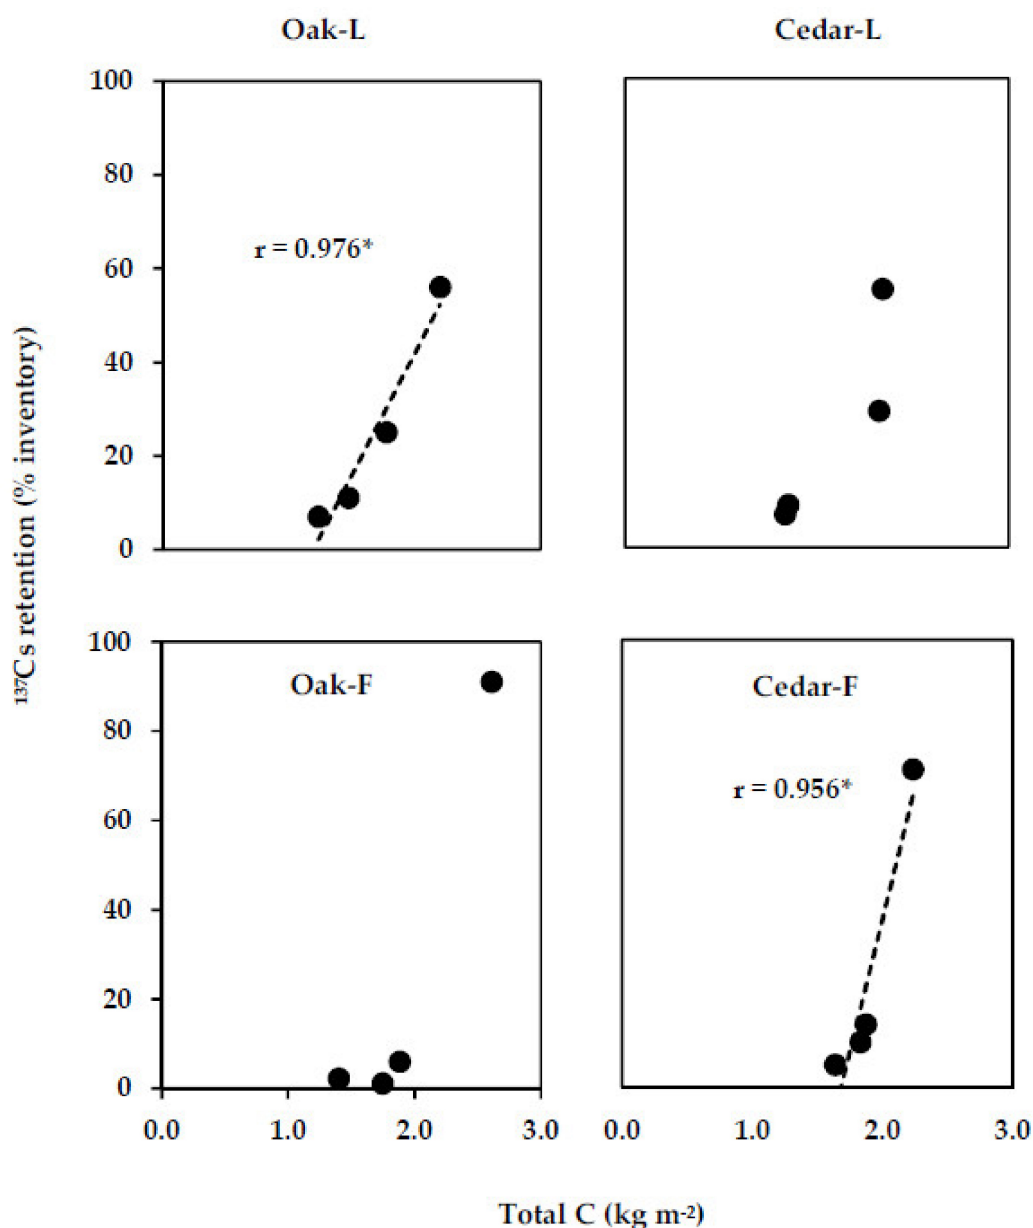 Oak-L
Cedar-L
100
80
60
40
20
0
r = 0.976*
¹³⁷Cs retention (% inventory)
100
80
60
40
20
0
Oak-F
Cedar-F
r = 0.956*
0.0 1.0 2.0 3.0
0.0 1.0 2.0 3.0
Total C (kg m⁻²)